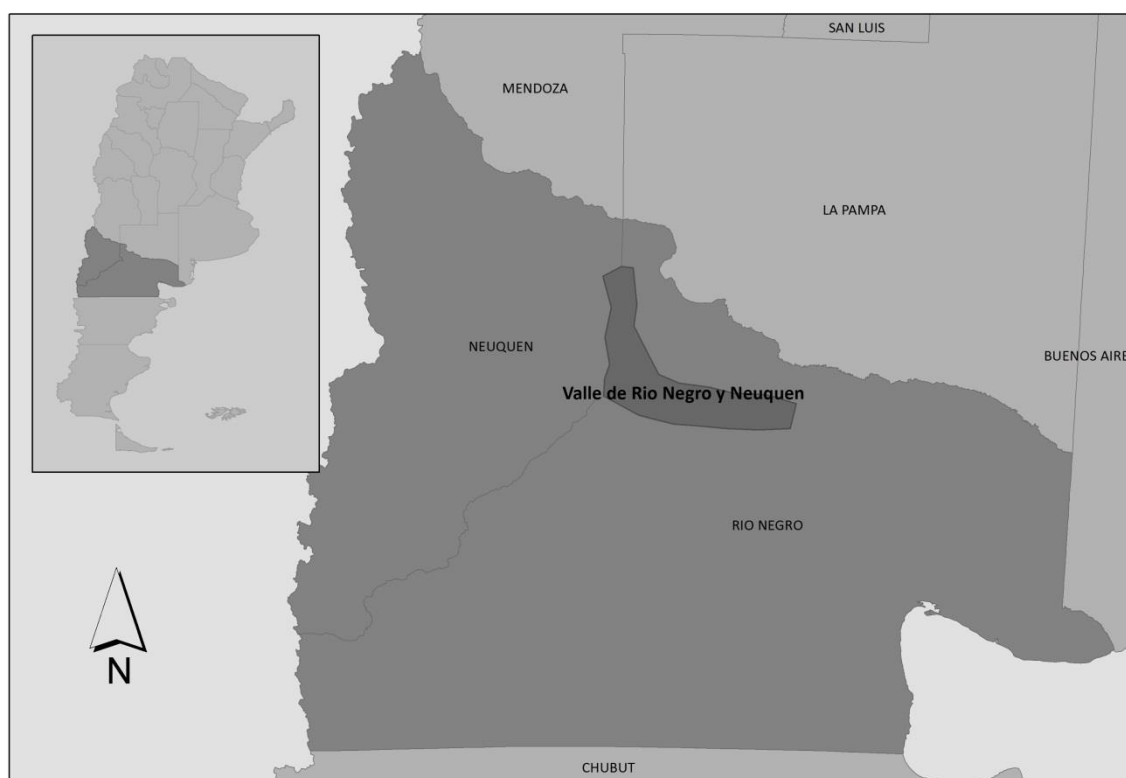 SAN LUIS
MENDOZA
LA PAMPA
NEUQUEN
BUENOS AIRE
Valle de Rio Negro y Neuquen
RIO NEGRO
N
CHUBUT